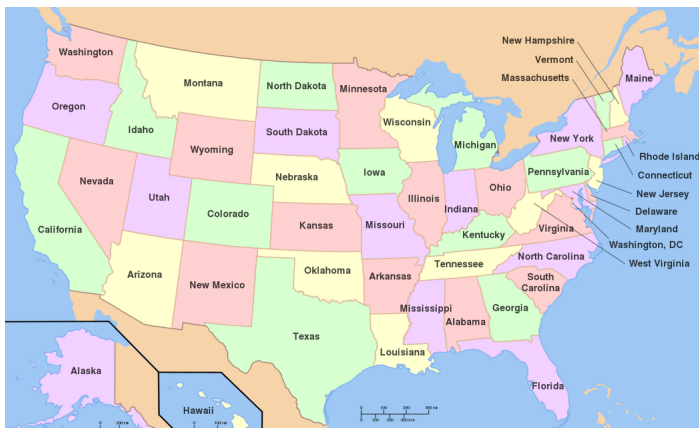 New Hampshire
Vermont
Massachusetts
Washington
Montana
North Dakota
Minnesota
Maine
Oregon
Idaho
Wisconsin
South Dakota
Michigan
New York
Wyoming
Rhode Island
Connecticut
Nebraska
Iowa
Pennsylvania
Nevada
Utah
Colorado
Illinois
Indiana
Ohio
New Jersey
Delaware
California
Kansas
Missouri
Kentucky
Virginia
Maryland
Washington, DC
West Virginia
Arizona
New Mexico
Oklahoma
Arkansas
Tennessee
North Carolina
South
Carolina
Mississippi
Alabama
Georgia
Texas
Louisiana
Florida
Alaska
Hawaii